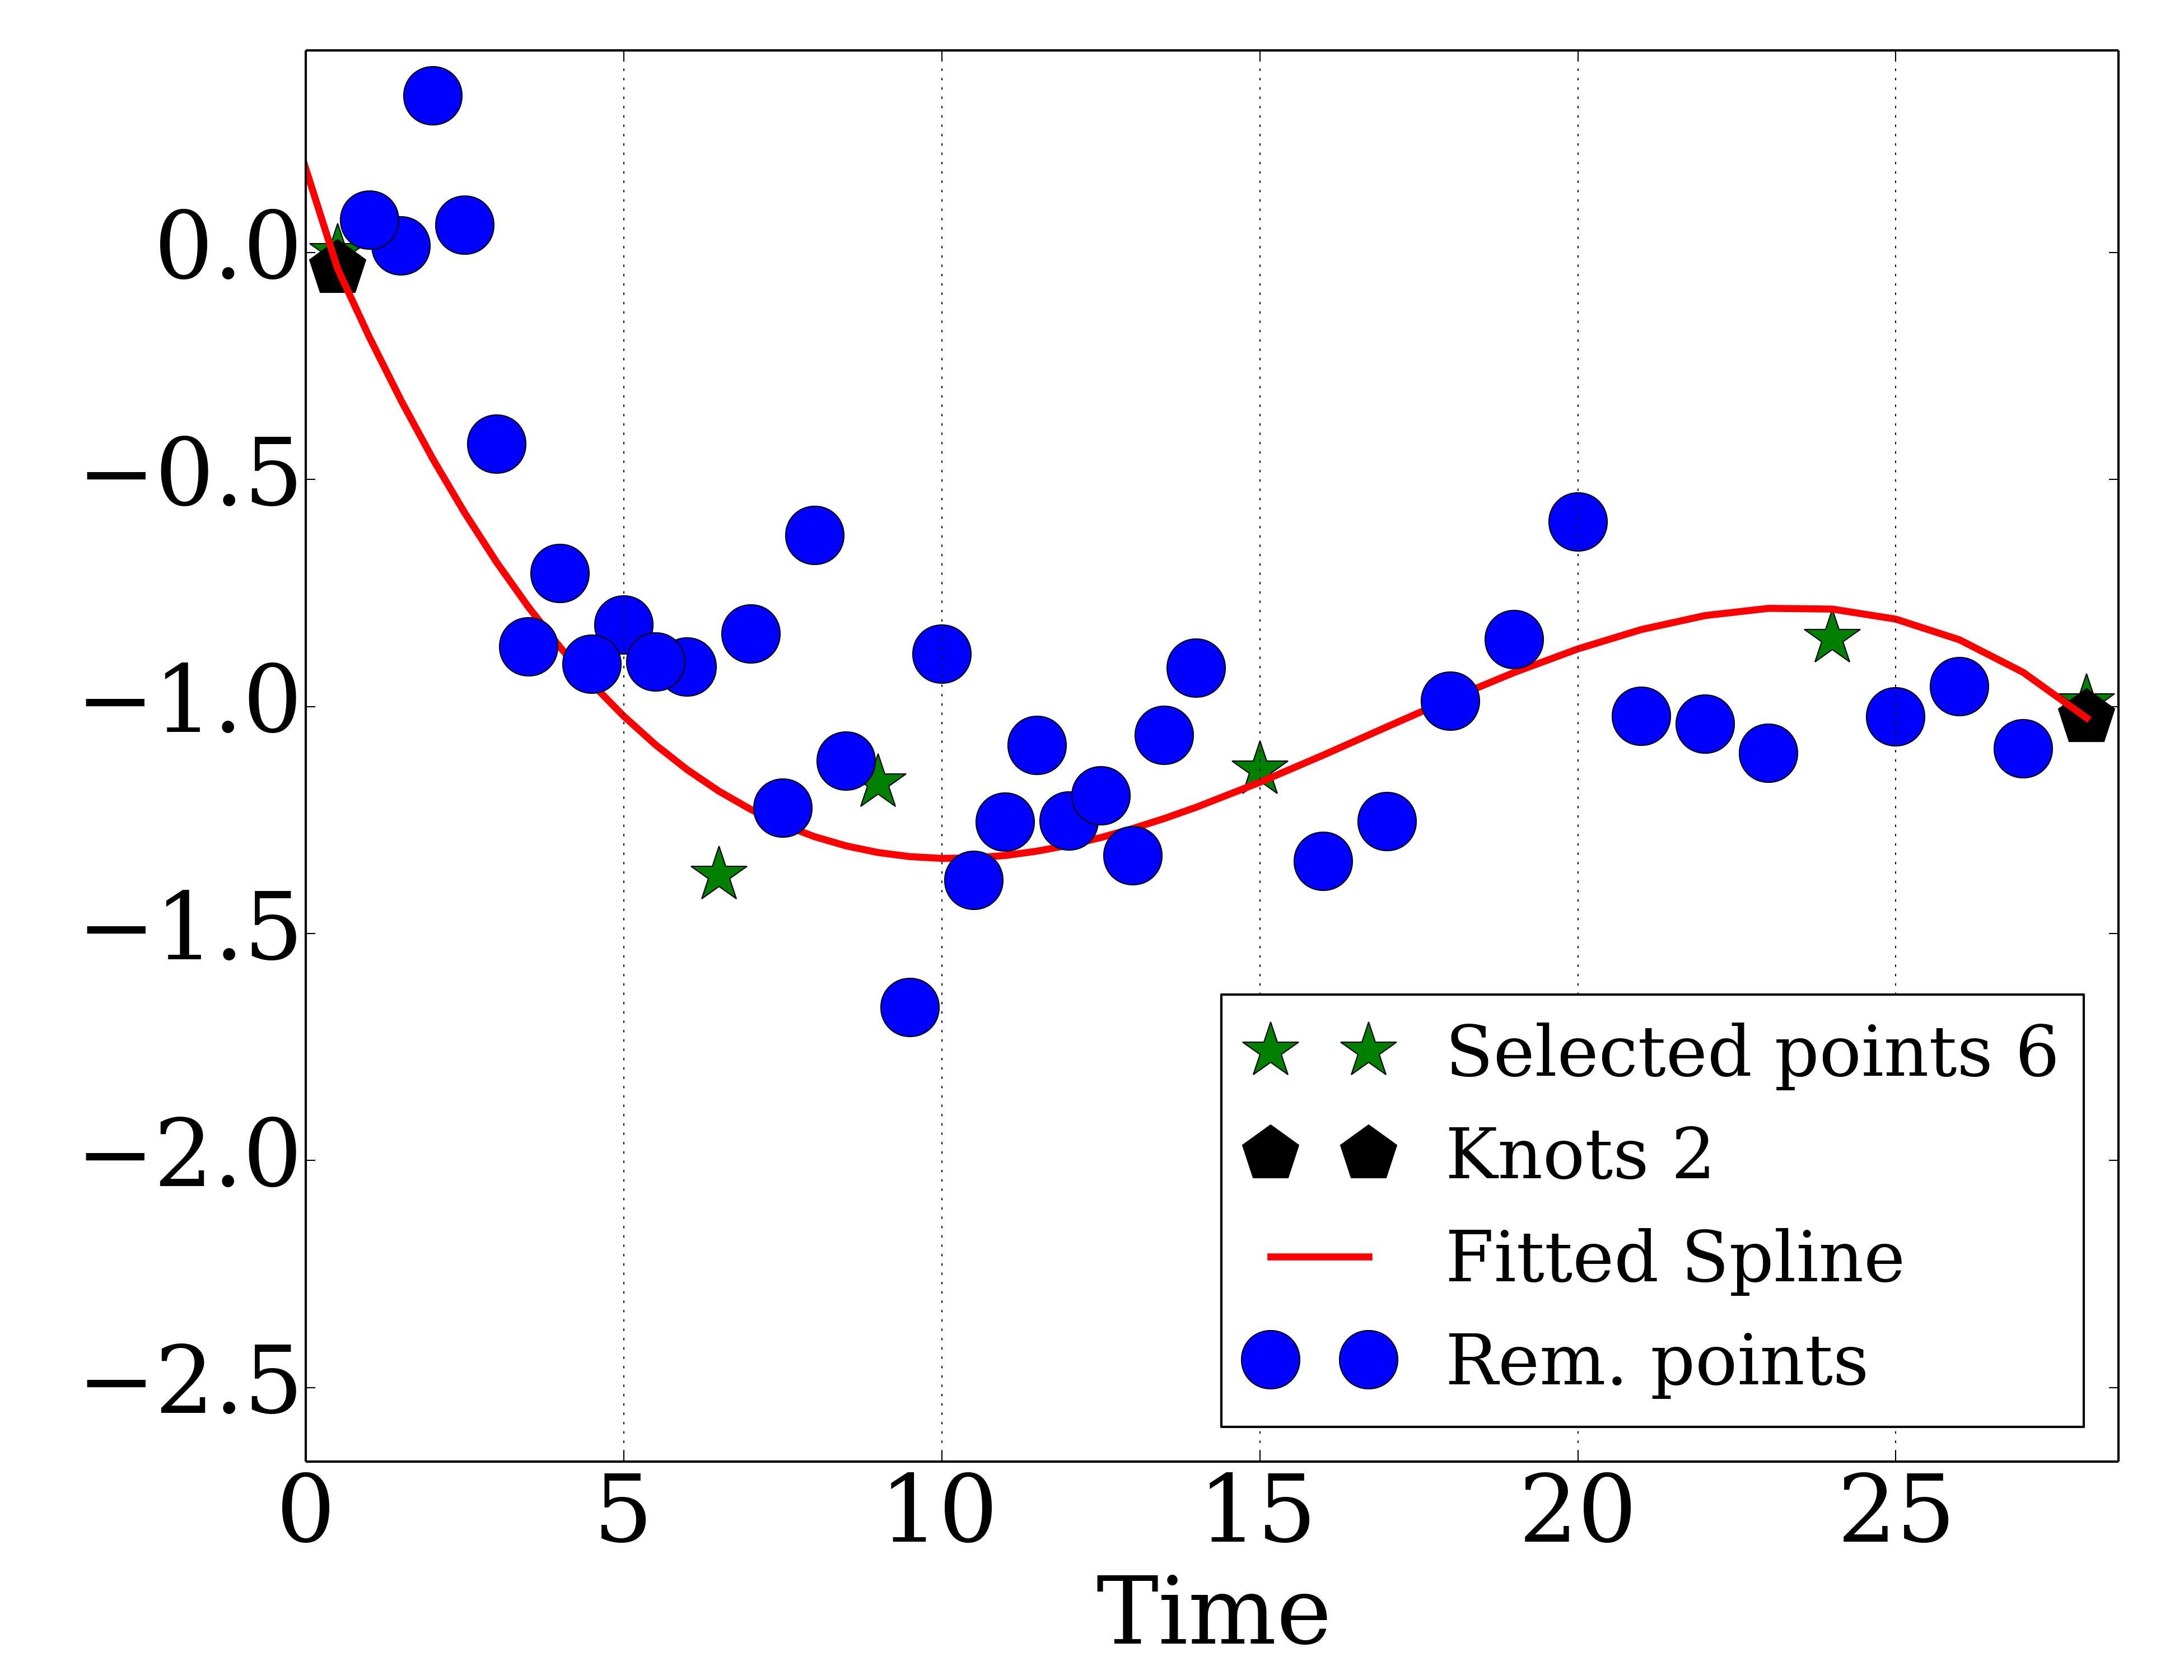 0.0
−0.5
−1.0
−1.5
−2.0
−2.5
Selected points 6
Knots 2
Fitted Spline
Rem. points
0 5 10 15 20 25
Time